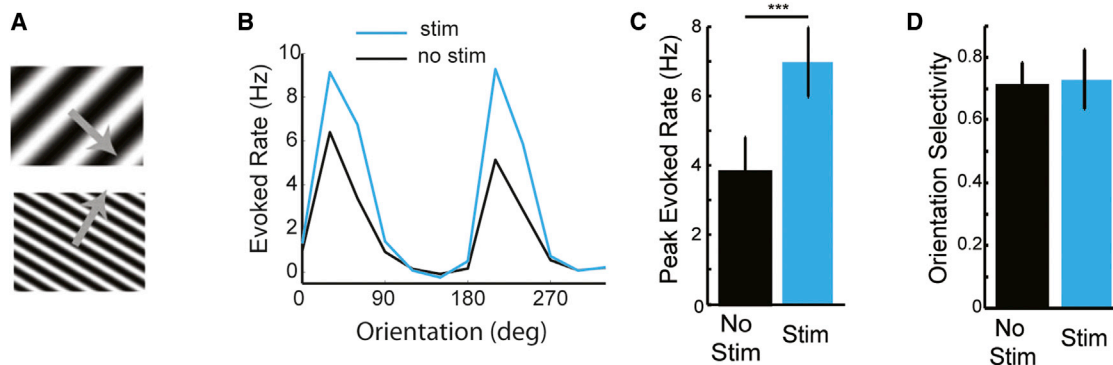 A
B
stim
no stim
Evoked Rate (Hz)
10
8
6
4
2
0
0 90 180 270
Orientation (deg)
C
***
Peak Evoked Rate (Hz)
8
6
4
2
0
No Stim
Stim
D
Orientation Selectivity
0.8
0.6
0.4
0.2
0
No Stim
Stim